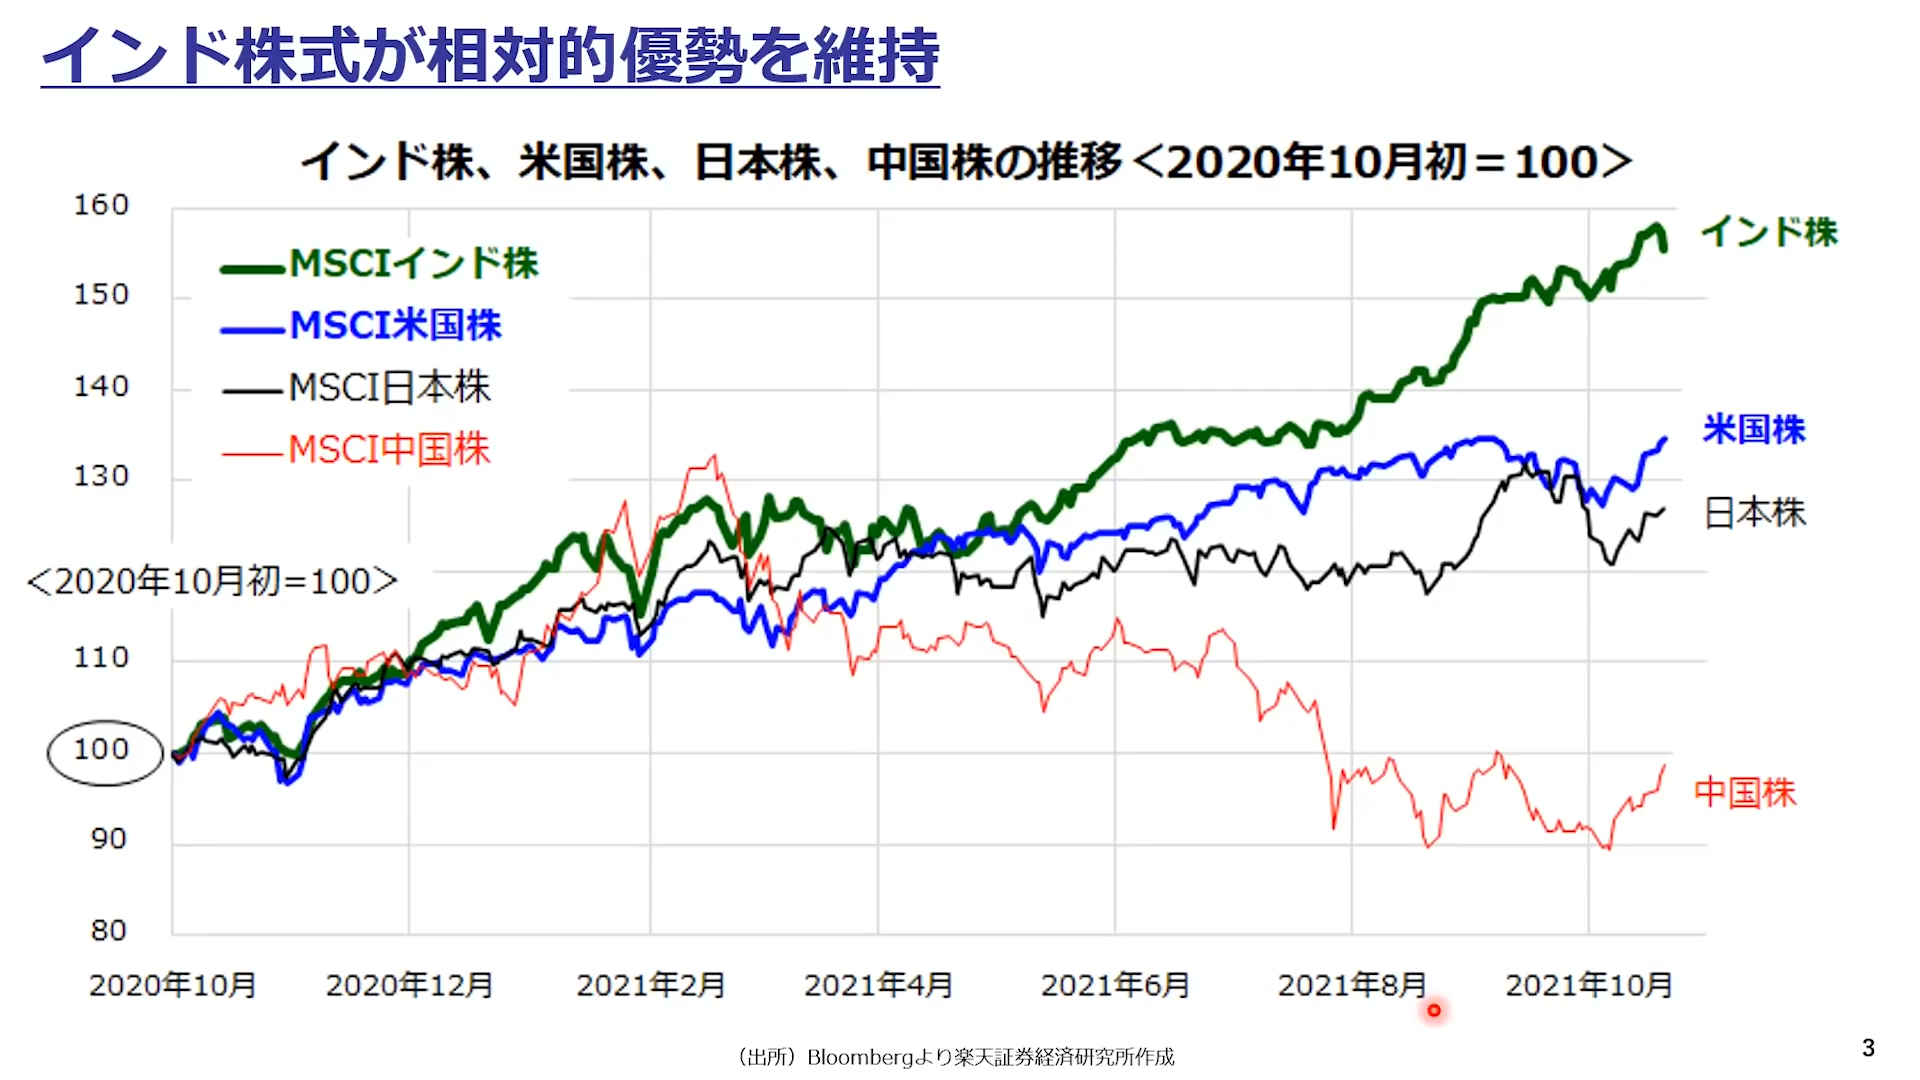 インド株式が相対的優勢を維持
インド株、米国株、日本株、中国株の推移<2020年10月初=100>
160
150
140
130
<2020年10月初=100>
110
100
90
80
MSCIインド株
MSCI米国株
MSCI日本株
MSCI中国株
インド株
米国株
日本株
中国株
2020年10月 2020年12月 2021年2月 2021年4月 2021年6月 2021年8月 2021年10月
（出所）Bloombergより楽天証券経済研究所作成
3